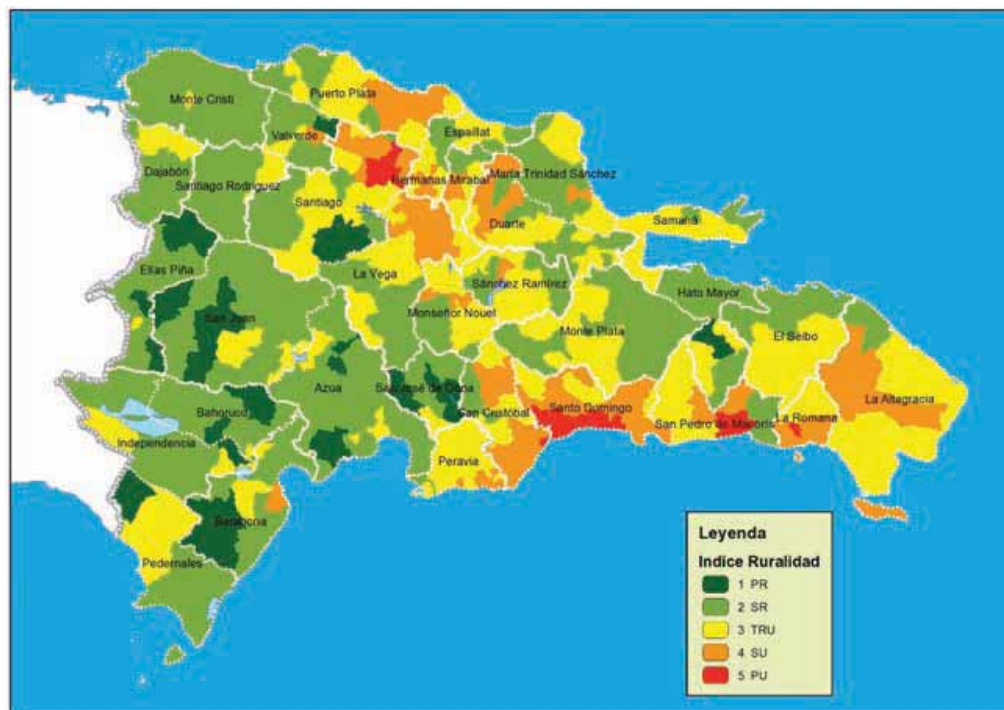 Puerto Plata
Monte Cristi
Espaillat
Valverde
Dajabón
Hermanas Mirabal
María Trinidad Sánchez
Santiago Rodriguez
Santiago
Duarte
Samaná
Elías Piña
La Vega
Sánchez Ramírez
Hato Mayor
San Juan
Monseñor Nouel
Monte Plata
El Seibo
Azua
San José de Ocoa
La Altagracia
Bahoruco
San Cristóbal
Santo Domingo
La Romana
San Pedro de Macorís
Independencia
Peravia
Barahona
Pedernales
Leyenda
Indice Ruralidad
1 PR
2 SR
3 TRU
4 SU
5 PU